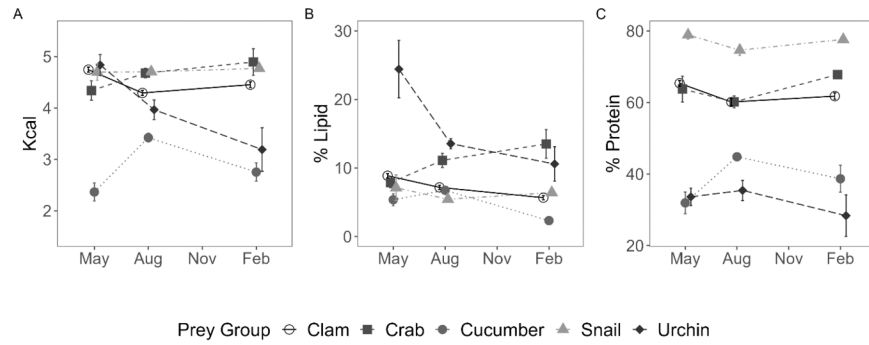 A
B
C
Kcal
5
4
3
2
May Aug Nov Feb
% Lipid
30
20
10
0
May Aug Nov Feb
% Protein
80
60
40
20
May Aug Nov Feb
Prey Group Clam Crab Cucumber Snail Urchin